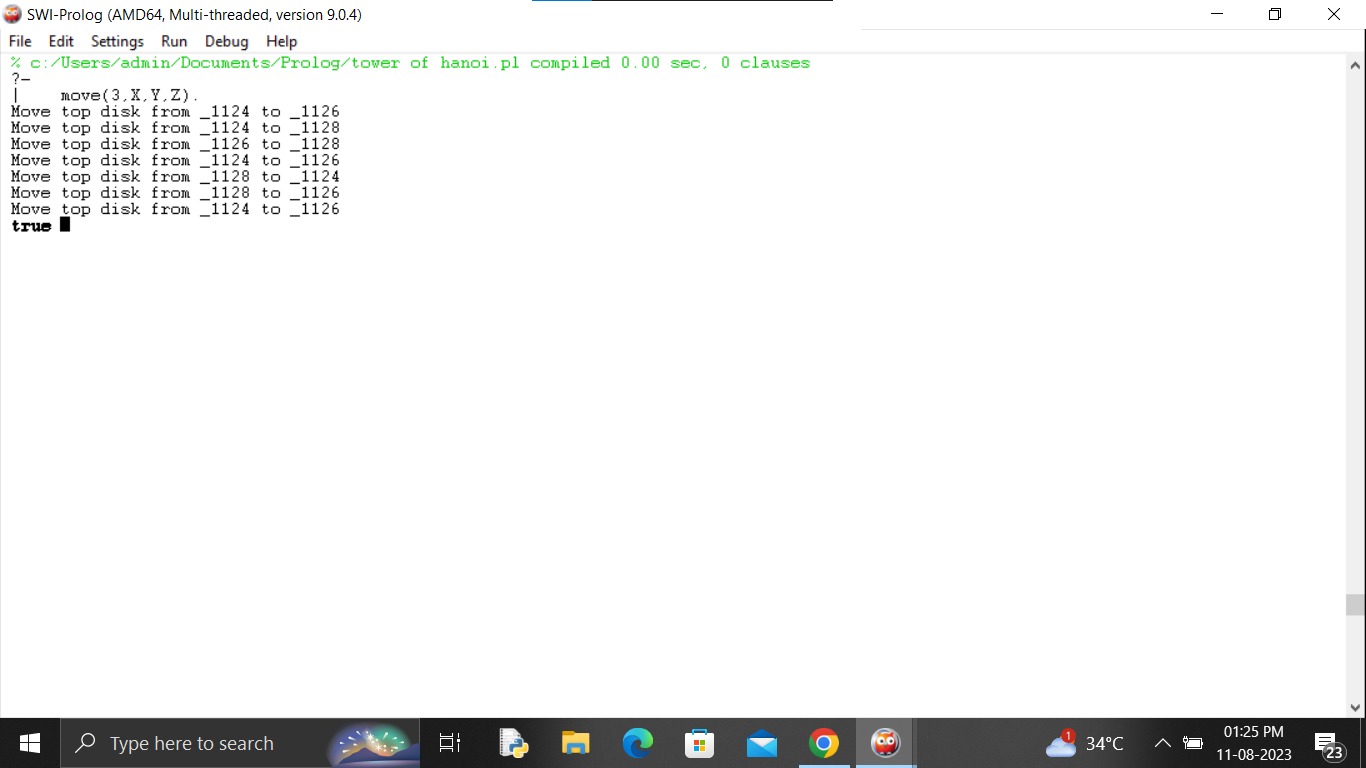 SWI-Prolog (AMD64, Multi-threaded, version 9.0.4)
File Edit Settings Run Debug Help
% c:/Users/admin/Documents/Prolog/tower of hanoi.pl compiled 0.00 sec, 0 clauses
?-
|    move(3,X,Y,Z).
Move top disk from _1124 to _1126
Move top disk from _1124 to _1128
Move top disk from _1126 to _1128
Move top disk from _1124 to _1126
Move top disk from _1128 to _1124
Move top disk from _1128 to _1126
Move top disk from _1124 to _1126
true
Type here to search
1
34°C
01:25 PM
11-08-2023
23